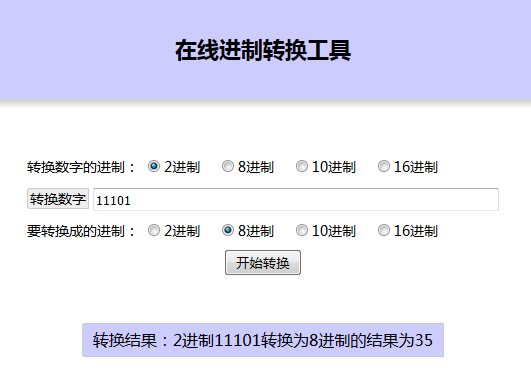 在线进制转换工具
转换数字的进制： 2进制 8进制 10进制 16进制
转换数字 11101
要转换成的进制： 2进制 8进制 10进制 16进制
开始转换
转换结果：2进制11101转换为8进制的结果为35